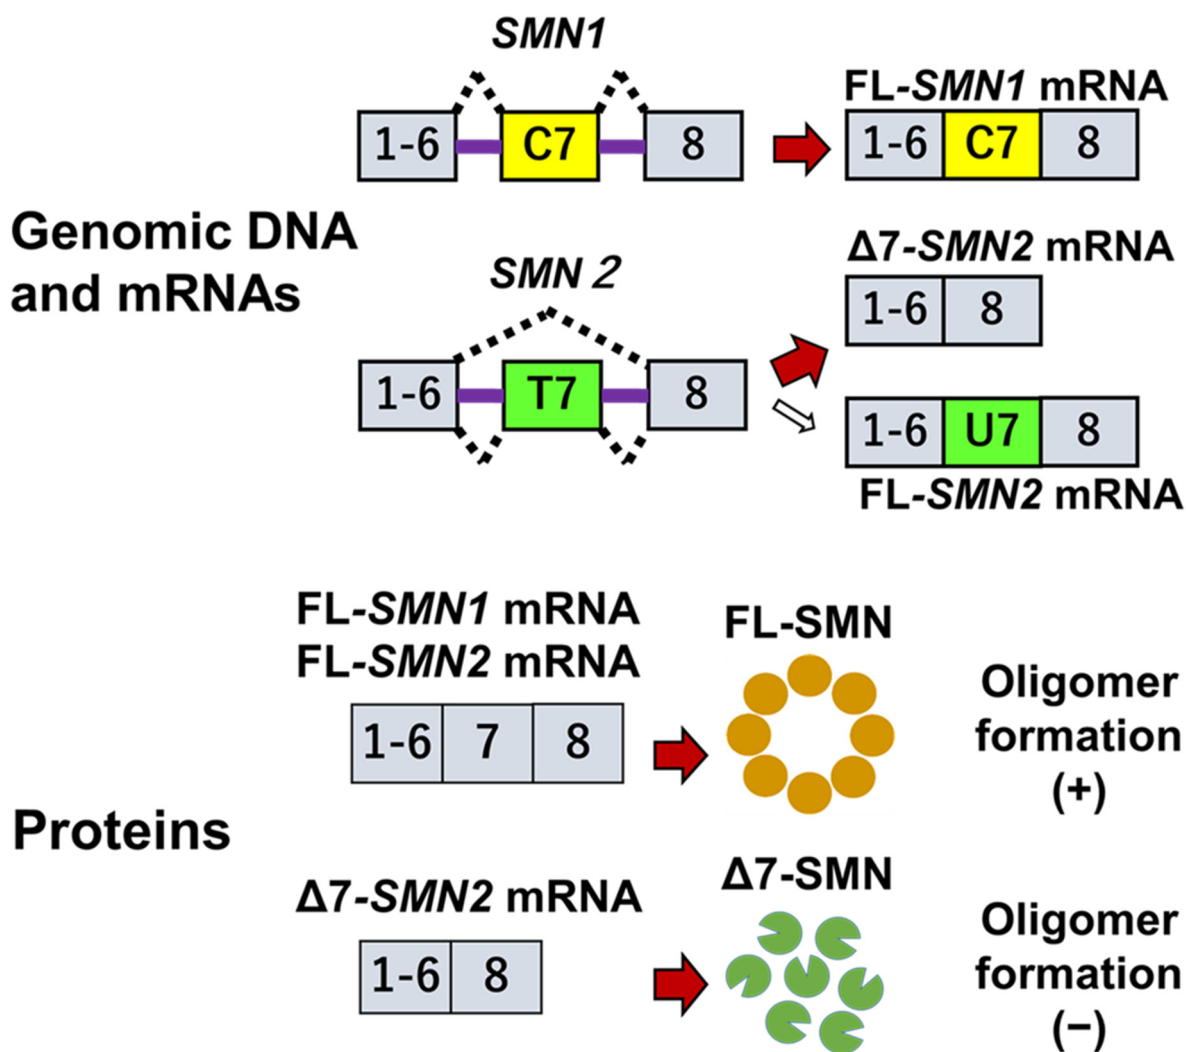 SMN1
1-6 C7 8
FL-SMN1 mRNA
1-6 C7 8
Genomic DNA
and mRNAs
SMN 2
1-6 T7 8
Δ7-SMN2 mRNA
1-6 8
1-6 U7 8
FL-SMN2 mRNA
Proteins
FL-SMN1 mRNA
FL-SMN2 mRNA
1-6 7 8
FL-SMN
Oligomer
formation
(+)
Δ7-SMN2 mRNA
1-6 8
Δ7-SMN
Oligomer
formation
(−)